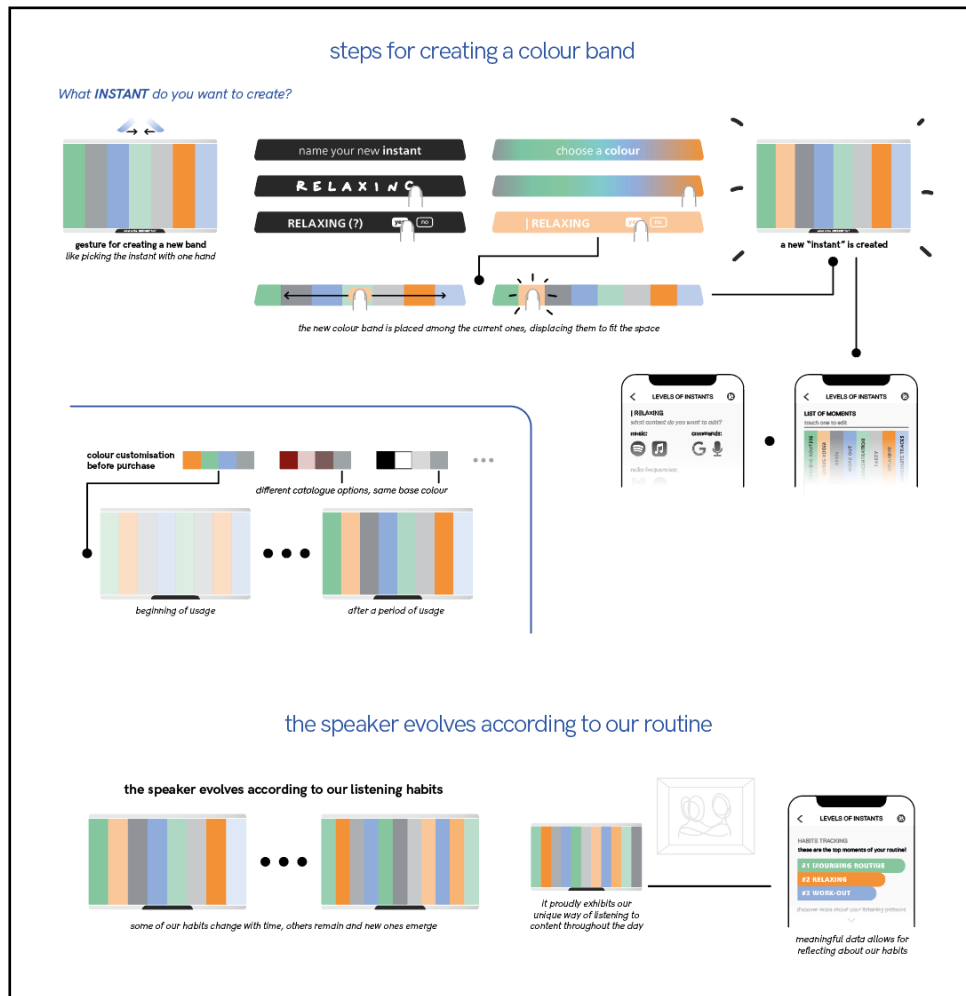 steps for creating a colour band
What INSTANT do you want to create?
name your new instant
choose a colour
RELAXING
RELAXING (?) yes no
| RELAXING no
gesture for creating a new band
like picking the instant with one hand
a new “instant” is created
the new colour band is placed among the current ones, displacing them to fit the space
LEVELS OF INSTANTS
| RELAXING
what content do you want to edit?
music:
commands:
radio frequencies:
LEVELS OF INSTANTS
LIST OF MOMENTS
touch one to edit
colour customisation
before purchase
different catalogue options, same base colour
beginning of usage
after a period of usage
the speaker evolves according to our routine
the speaker evolves according to our listening habits
some of our habits change with time, others remain and new ones emerge
it proudly exhibits our
unique way of listening to
content throughout the day
LEVELS OF INSTANTS
HABITS TRACKING
these are the top moments of your routine!
#1 MOURNING ROUTINE
#2 RELAXING
#3 WORK-OUT
discover more about your listening patterns
meaningful data allows for
reflecting about our habits